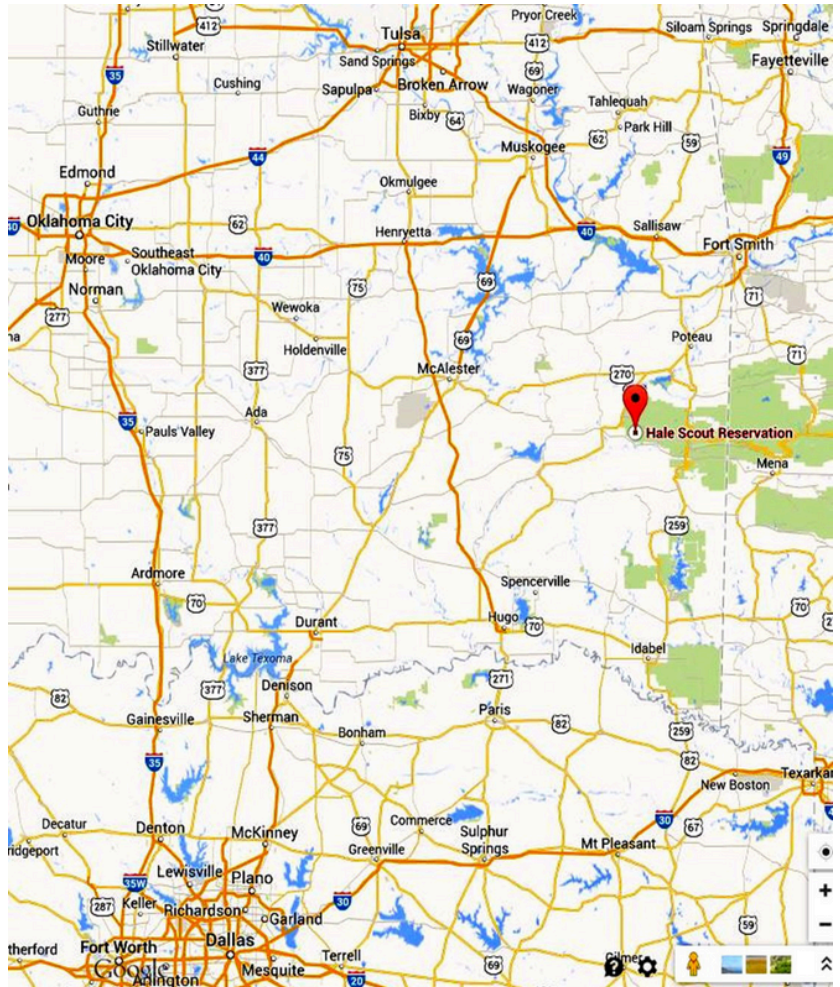 Pryor Creek
Siloam Springs
Springdale
412
Tulsa
412
Stillwater
Sand Springs
Fayetteville
35
69
Cushing
Sapulpa
Broken Arrow
Wagoner
Tahlequah
Guthrie
Bixby
64
Park Hill
62
59
44
Muskogee
49
Edmond
Okmulgee
40
Oklahoma City
62
Henryetta
40
Sallisaw
Fort Smith
Moore
Southeast
Oklahoma City
40
69
Norman
75
71
277
Wewoka
69
Poteau
Holdenville
71
McAlester
270
377
Ada
35
Pauls Valley
Hale Scout Reservation
75
Mena
377
259
Ardmore
Spencerville
70
70
Durant
Hugo
70
Idabel
Lake Texoma
271
377
82
Denison
Gainesville
Sherman
Paris
82
Bonham
259
35
82
New Boston
Texarkan
30
Decatur
Denton
McKinney
69
Commerce
Sulphur
Springs
67
ridgeport
Greenville
Mt Pleasant
Lewisville
35W
Plano
30
287
Keller
Richardson
Garland
59
therford
Fort Worth
Dallas
Terrell
Gilmer
Google
Mesquite
69
Arlington
20